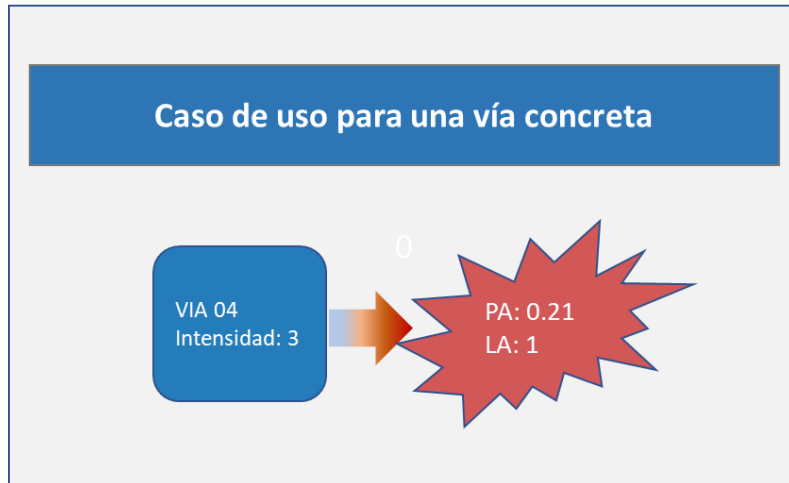 Caso de uso para una vía concreta
0
VIA 04
Intensidad: 3
PA: 0.21
LA: 1